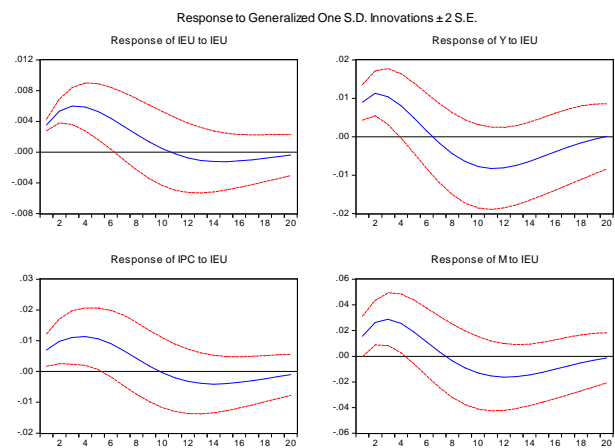 Response to Generalized One S.D. Innovations ± 2 S.E.
Response of IEU to IEU
.012
.008
.004
.000
-.004
-.008
2 4 6 8 10 12 14 16 18 20
Response of Y to IEU
.02
.01
.00
-.01
-.02
2 4 6 8 10 12 14 16 18 20
Response of IPC to IEU
.03
.02
.01
.00
-.01
-.02
2 4 6 8 10 12 14 16 18 20
Response of M to IEU
.06
.04
.02
.00
-.02
-.04
-.06
2 4 6 8 10 12 14 16 18 20